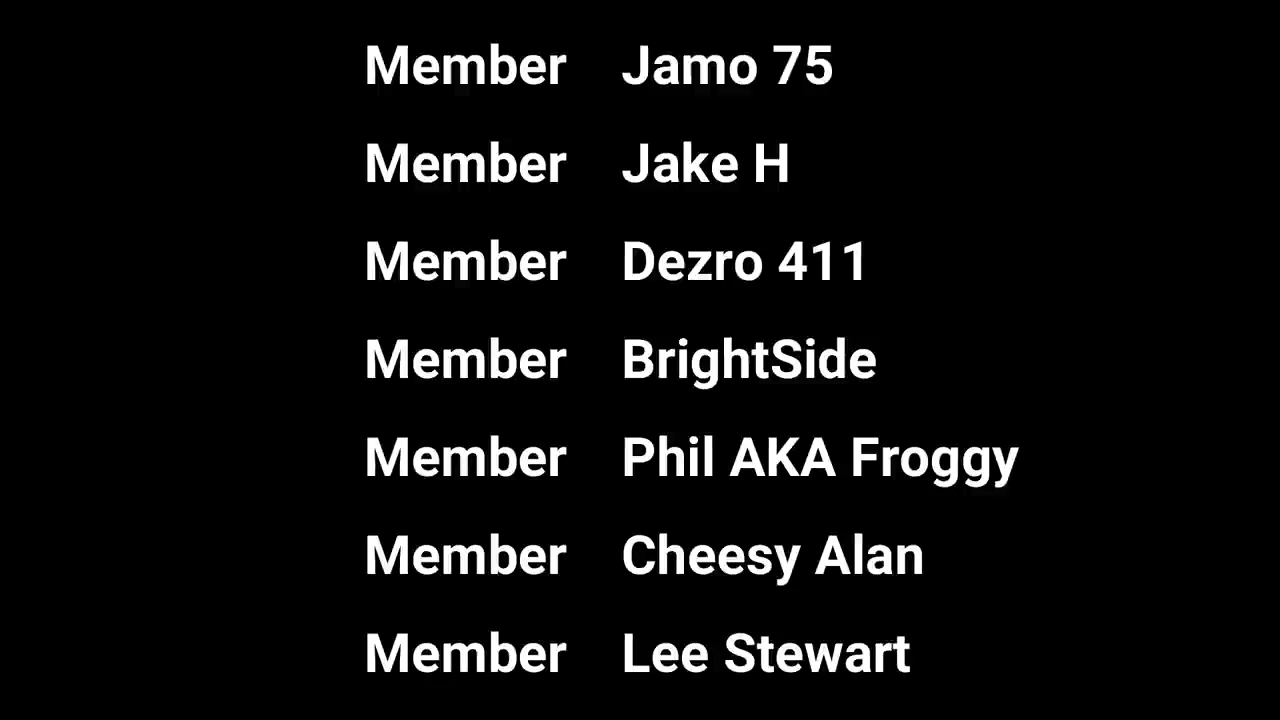 Member Jamo 75
Member Jake H
Member Dezro 411
Member BrightSide
Member Phil AKA Froggy
Member Cheesy Alan
Member Lee Stewart